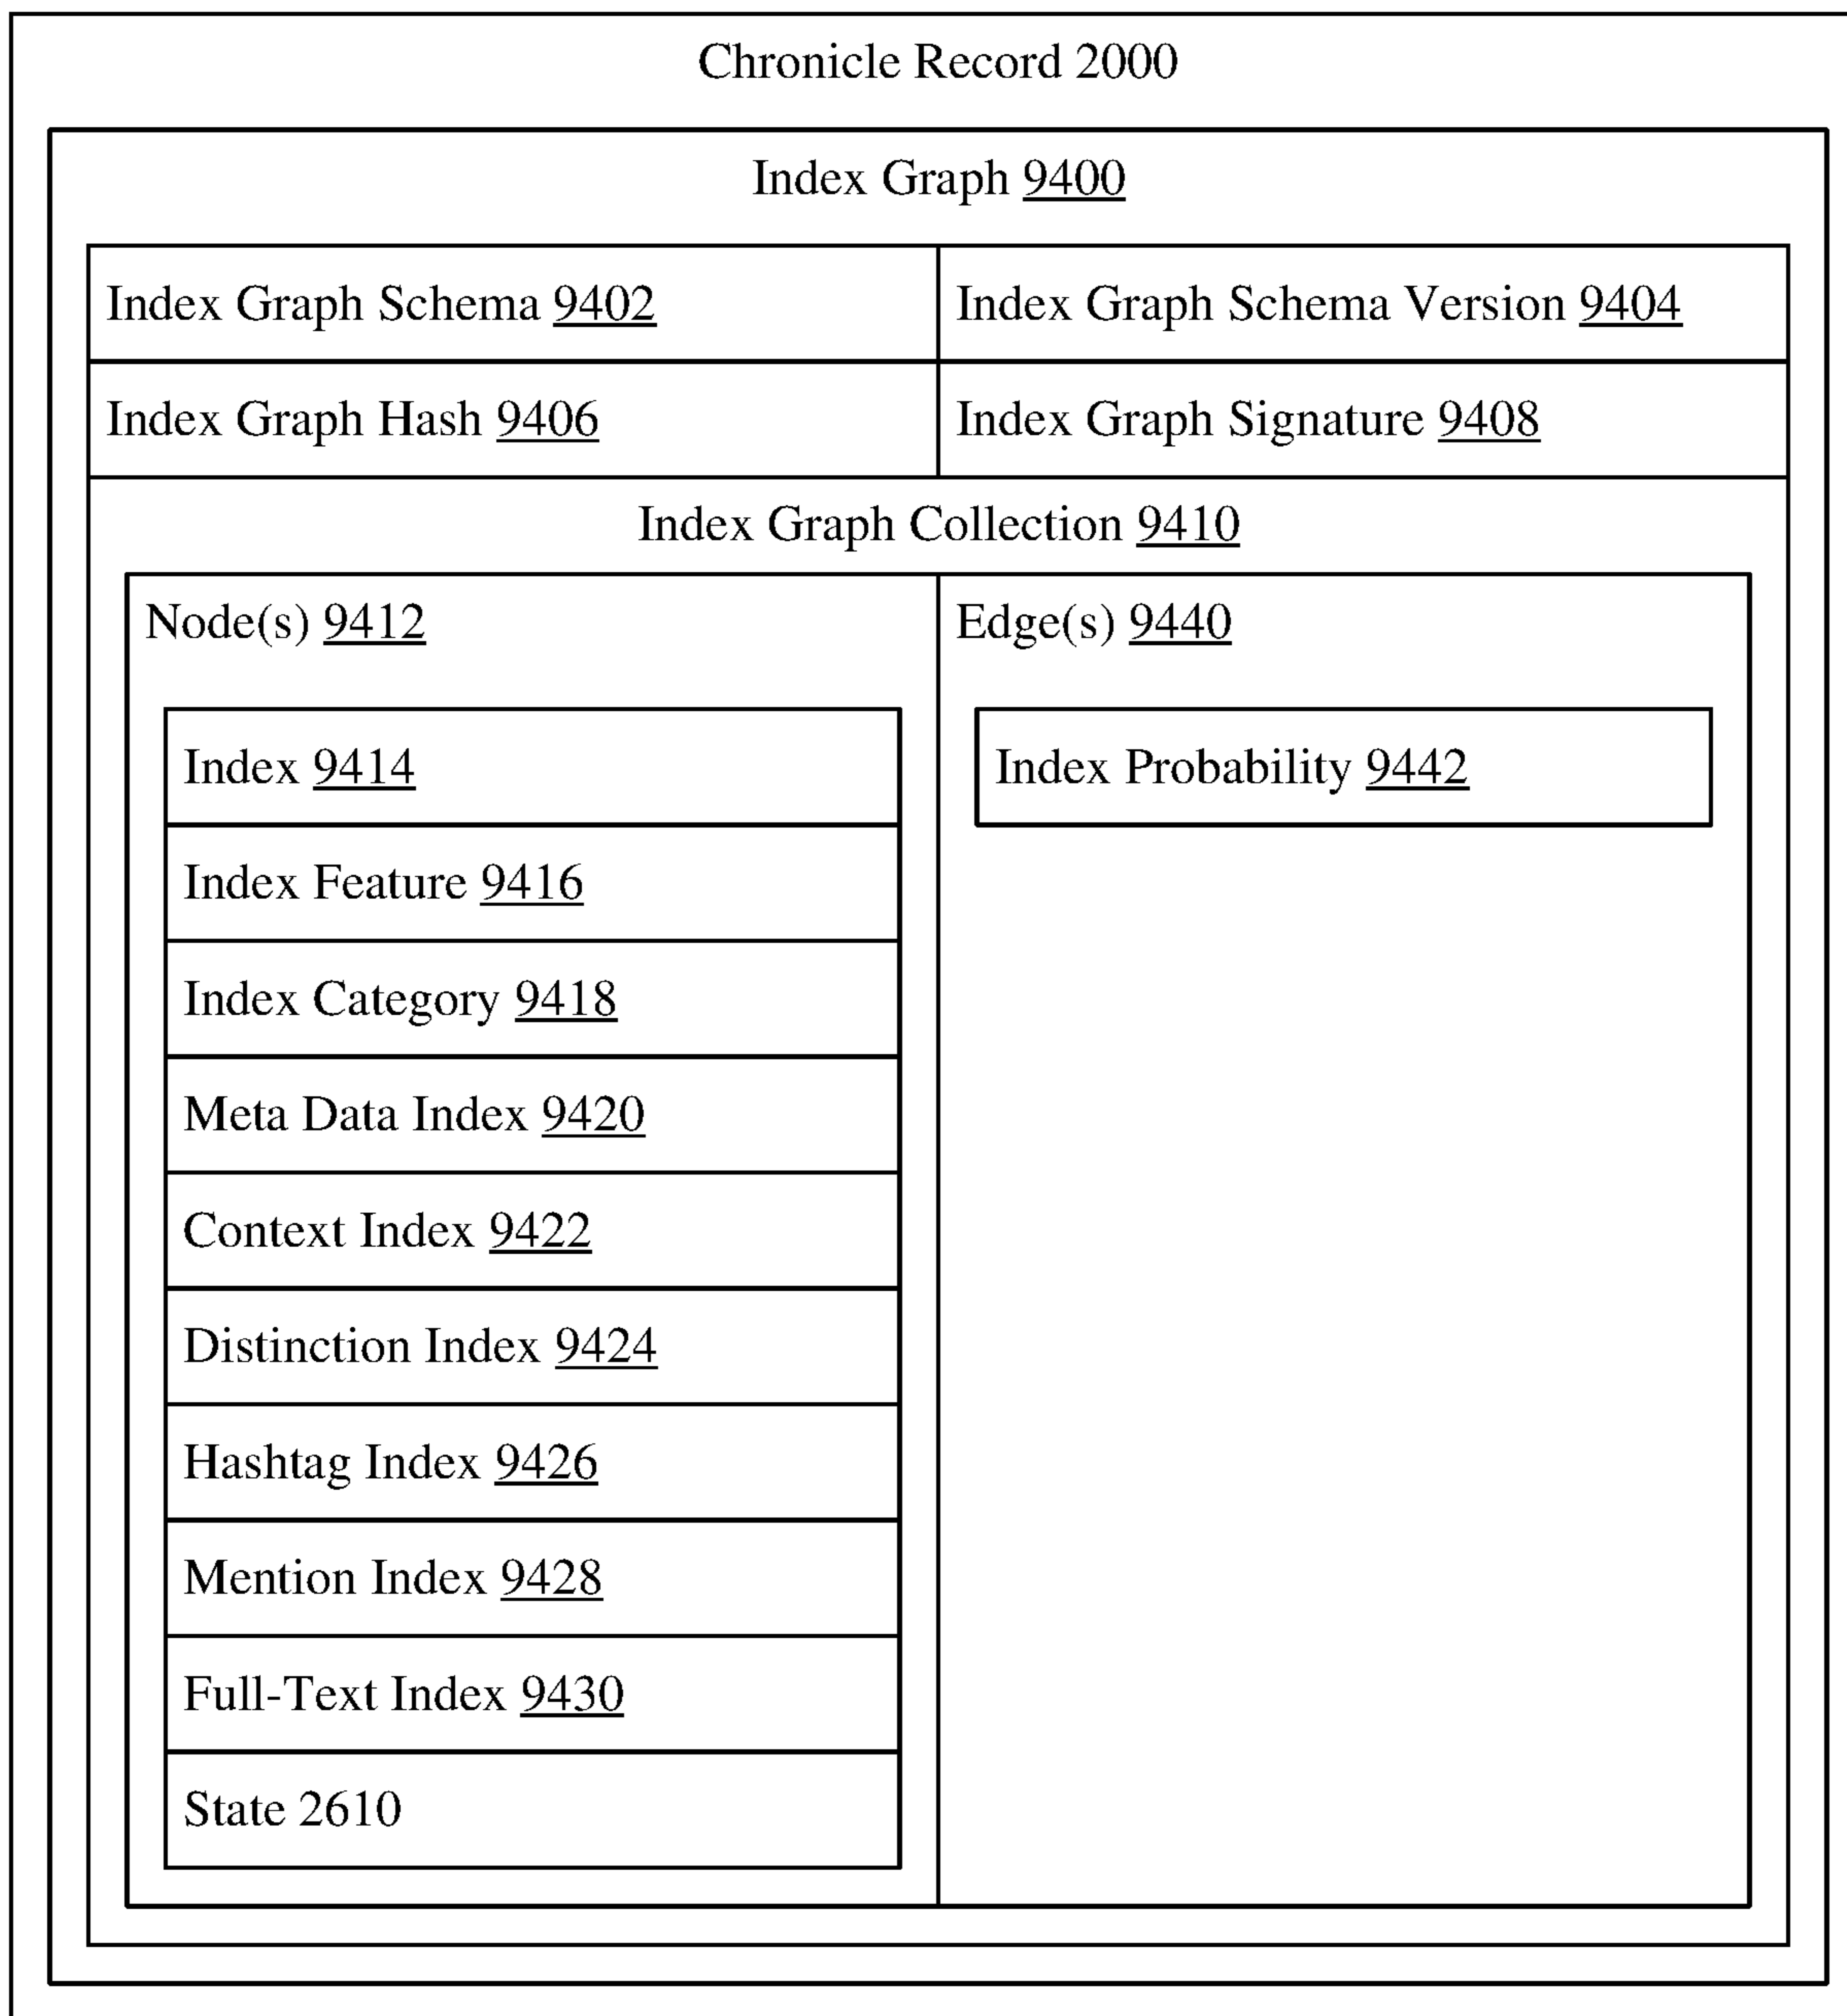 Chronicle Record 2000
Index Graph 9400
Index Graph Schema 9402
Index Graph Schema Version 9404
Index Graph Hash 9406
Index Graph Signature 9408
Index Graph Collection 9410
Node(s) 9412
Index 9414
Index Feature 9416
Index Category 9418
Meta Data Index 9420
Context Index 9422
Distinction Index 9424
Hashtag Index 9426
Mention Index 9428
Full-Text Index 9430
State 2610
Edge(s) 9440
Index Probability 9442